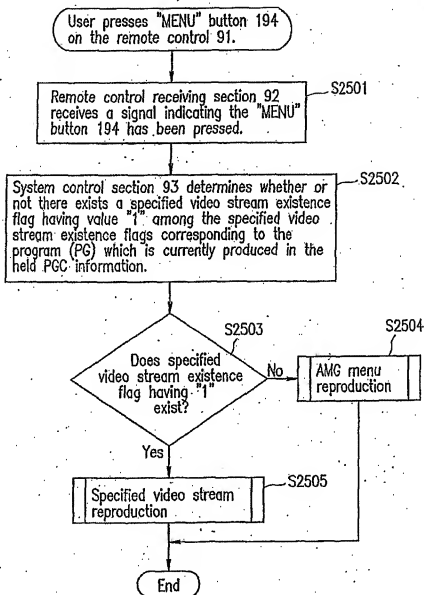 User presses "MENU" button 194
on the remote control 91.
S2501
Remote control receiving section 92
receives a signal indicating the "MENU"
button 194 has been pressed.
S2502
System control section 93 determines whether or
not there exists a specified video stream existence
flag having value "1" among the specified video
stream existence flags corresponding to the
program (PG) which is currently produced in the
held PGC information.
S2503
Does specified
video stream existence
flag having "1"
exist?
No
S2504
AMG menu
reproduction
Yes
S2505
Specified video stream
reproduction
End